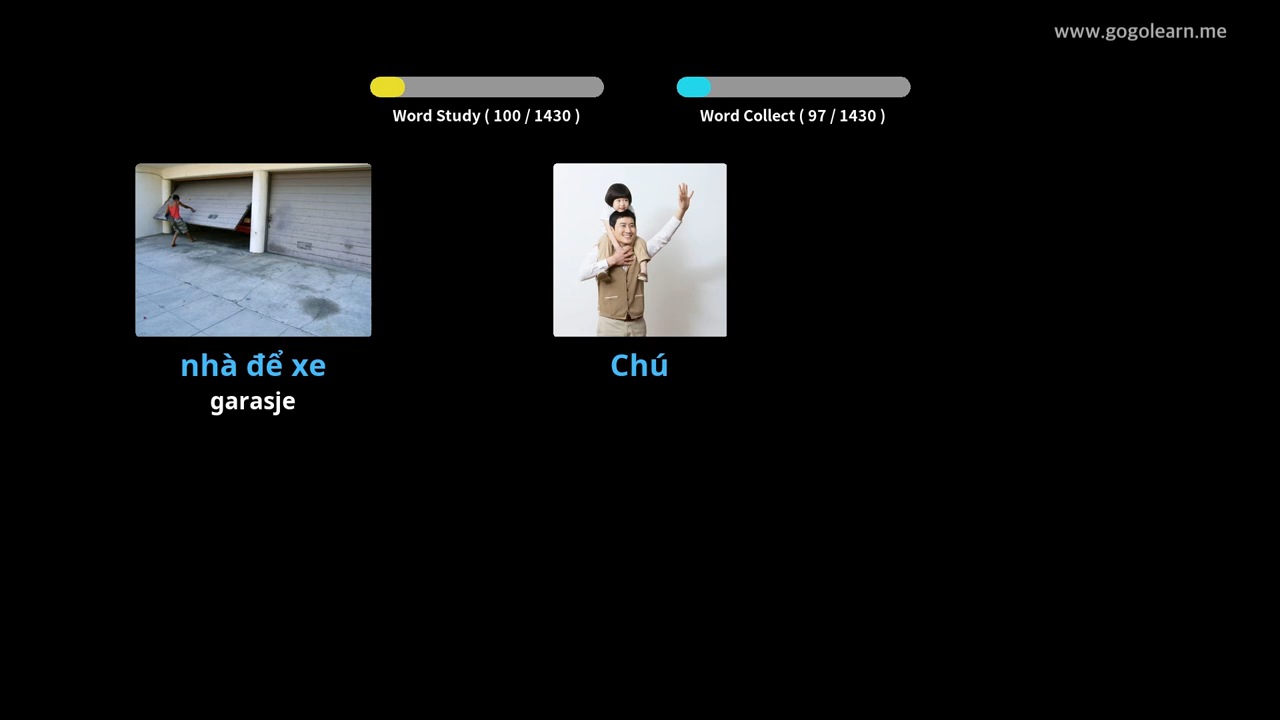 www.gogolearn.me
Word Study ( 100 / 1430 )
Word Collect ( 97 / 1430 )
nhà để xe
garasje
Chú